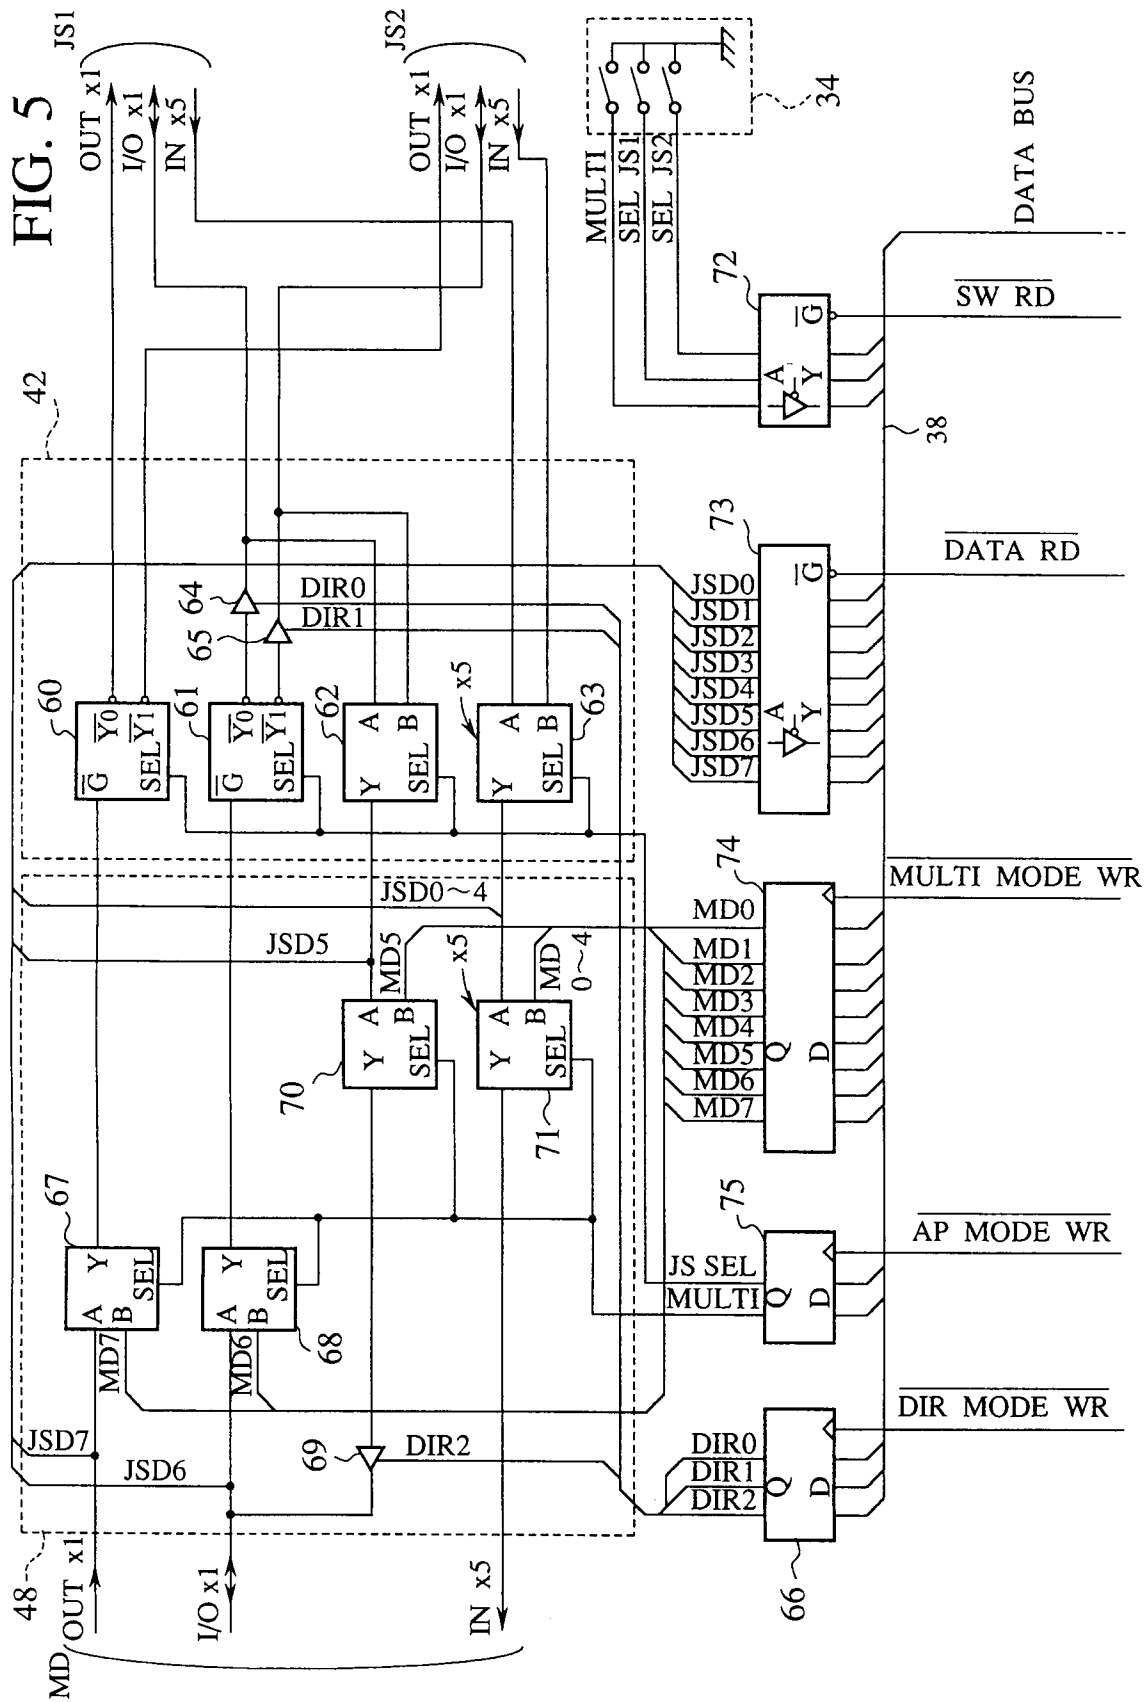 FIG. 5
MD
OUT x1
I/O x1
IN x5
48
JSD7
JSD6
MD7
MD6
67
A
B
Y
SEL
68
A
B
Y
SEL
69
DIR2
70
Y
A
B
SEL
MD5
71
Y
A
B
SEL
x5
MD
0~4
JSD5
JSD0~4
42
60
G
Y0
Y1
SEL
61
G
Y0
Y1
SEL
62
Y
A
B
SEL
63
Y
A
B
SEL
x5
64
65
DIR0
DIR1
OUT x1
I/O x1
IN x5
JS1
OUT x1
I/O x1
IN x5
JS2
MULTI
SEL JS1
SEL JS2
34
66
DIR0
DIR1
DIR2
Q
D
DIR MODE WR
75
JS SEL
MULTI
Q
D
AP MODE WR
74
MD0
MD1
MD2
MD3
MD4
MD5
MD6
MD7
Q
D
MULTI MODE WR
73
JSD0
JSD1
JSD2
JSD3
JSD4
JSD5
JSD6
JSD7
A
Y
G
DATA RD
72
A
Y
G
SW RD
38
DATA BUS